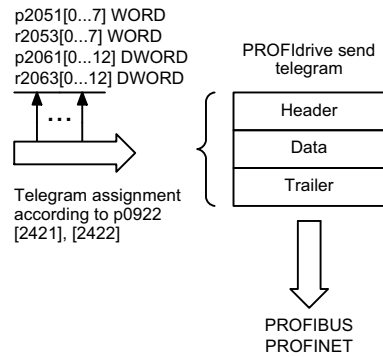 p2051[0...7] WORD
r2053[0...7] WORD
p2061[0...12] DWORD
r2063[0...12] DWORD
...
Telegram assignment
according to p0922
[2421], [2422]
PROFIdrive send
telegram
Header
Data
Trailer
PROFIBUS
PROFINET